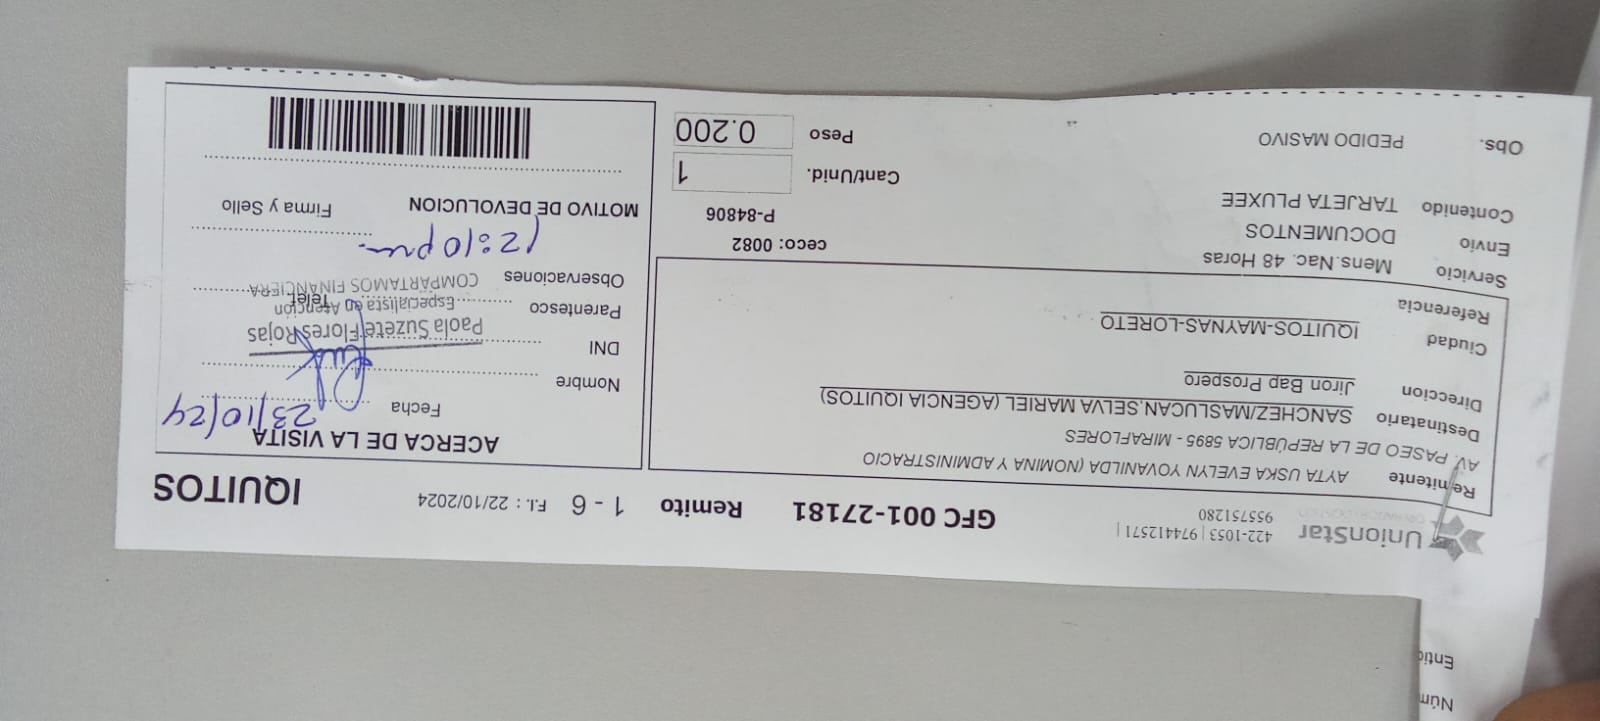 UnionStar
422-1053 | 974412571 |
955751280
GFC 001-27181 Remito 1 - 6 F.I. : 22/10/2024 IQUITOS
Remitente AYTA USKA EVELYN YOVANILDA (NOMINA Y ADMINISTRACIO
AV. PASEO DE LA REPÚBLICA 5895 - MIRAFLORES
Destinatario SANCHEZ/MASLUCAN,SELVA MARIEL (AGENCIA IQUITOS)
Direccion Jiron Bap Prospero
Ciudad IQUITOS-MAYNAS-LORETO
Referencia
Servicio Mens.Nac. 48 Horas
Envio DOCUMENTOS
Contenido TARJETA PLUXEE
Obs. PEDIDO MASIVO
ceco: 0082
P-84806
Cant/Unid. 1
Peso 0.200
ACERCA DE LA VISITA
Fecha 23/10/24
Nombre
DNI
Paola Suzete Flores Rojas
Especialista en Atención
Parentesco Telef.
COMPARTAMOS FINANCIERA
Observaciones
12:10 pm.
MOTIVO DE DEVOLUCION Firma y Sello
Núm
Entid